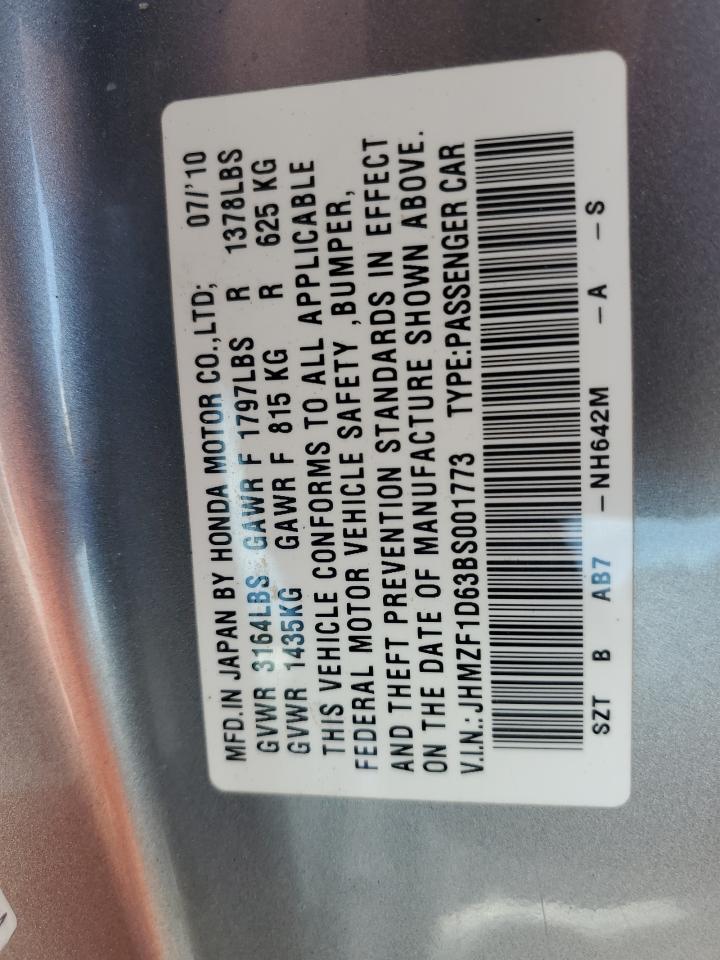 MFD.IN JAPAN BY HONDA MOTOR CO.,LTD; 07/'10
GVWR 3164LBS GAWR F 1797LBS R 1378LBS
GVWR 1435KG GAWR F 815 KG R 625 KG
THIS VEHICLE CONFORMS TO ALL APPLICABLE
FEDERAL MOTOR VEHICLE SAFETY ,BUMPER,
AND THEFT PREVENTION STANDARDS IN EFFECT
ON THE DATE OF MANUFACTURE SHOWN ABOVE.
V.I.N.:JHMZF1D63BS001773 TYPE:PASSENGER CAR
SZT B AB7 –NH642M –A –S